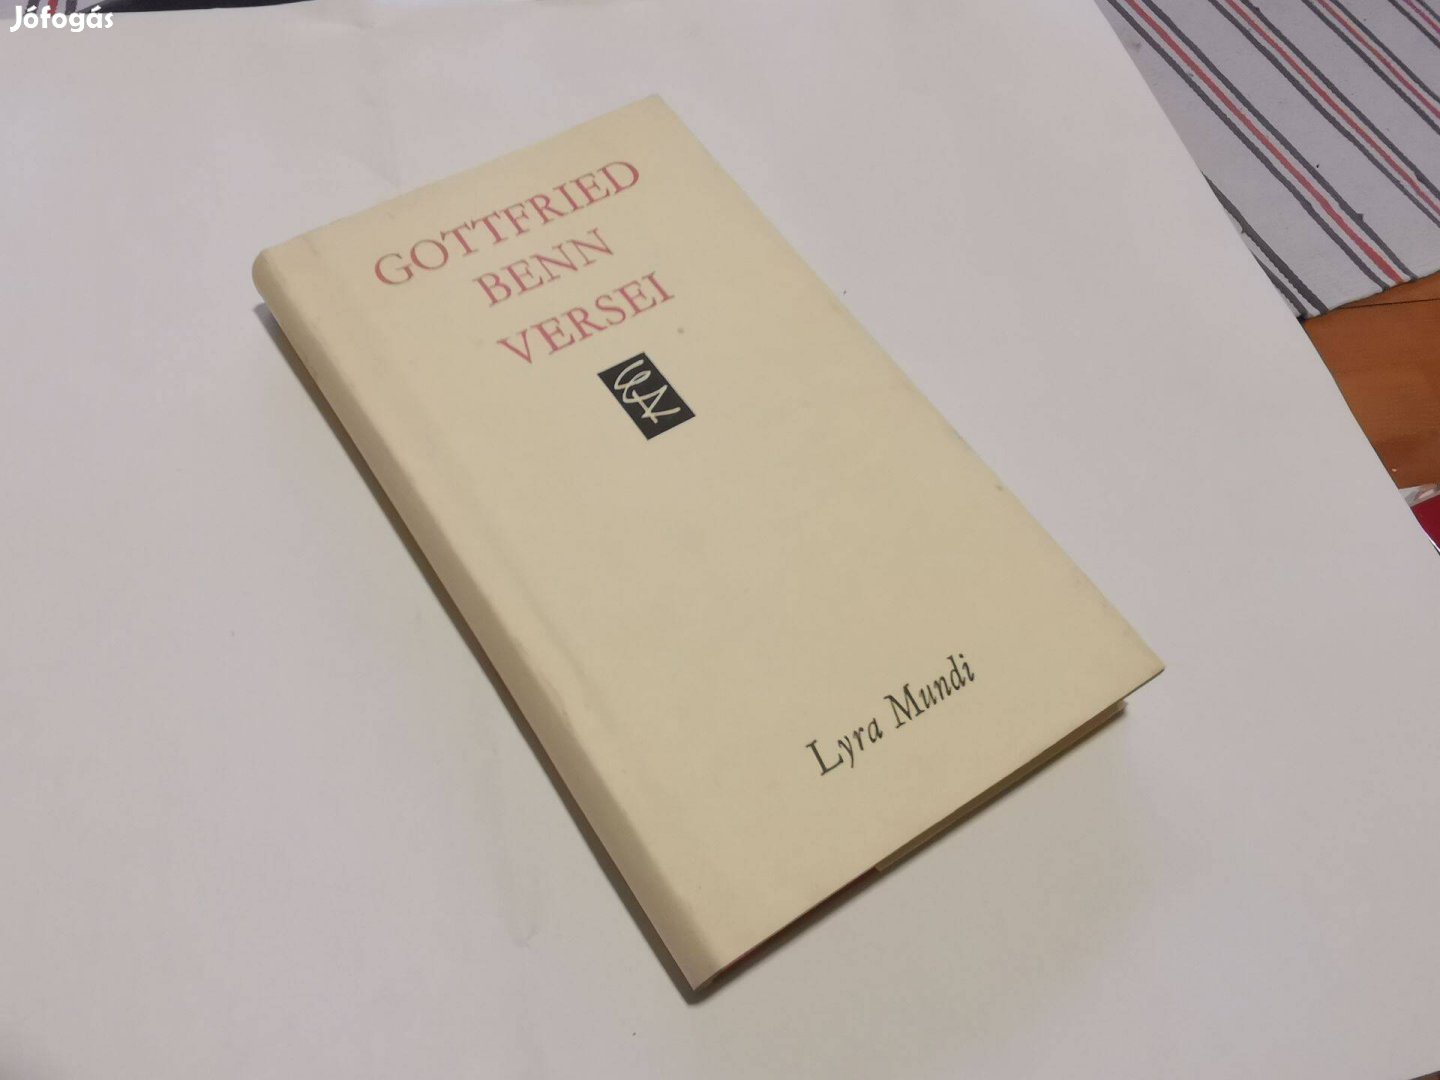 Jófogás
GOTTFRIED
BENN
VERSEI
Lyra Mundi